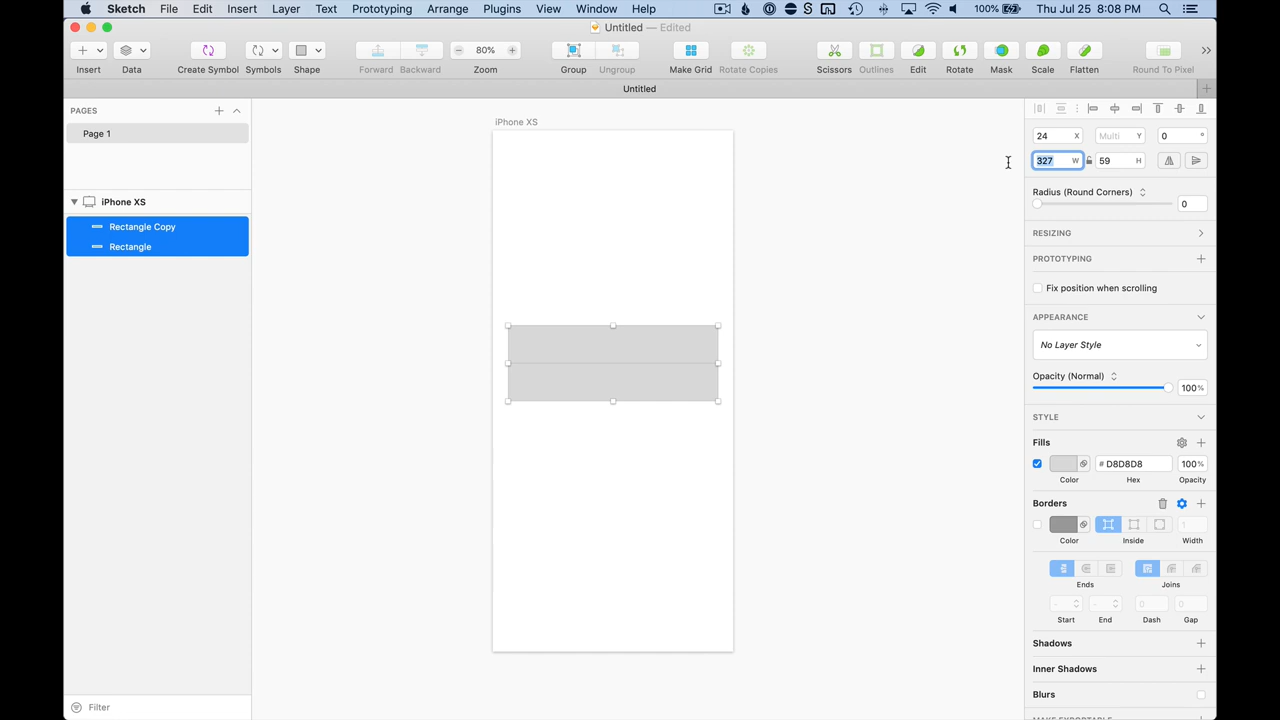 Sketch File Edit Insert Layer Text Prototyping Arrange Plugins View Window Help 100% Thu Jul 25 8:08 PM
Untitled — Edited
80%
Insert Data Create Symbol Symbols Shape Forward Backward Zoom Group Ungroup Make Grid Rotate Copies Scissors Outlines Edit Rotate Mask Scale Flatten Round To Pixel
Untitled
PAGES
Page 1
iPhone XS
Rectangle Copy
Rectangle
Filter
iPhone XS
24 X Multi Y 0 °
327 W 59 H
Radius (Round Corners)
0
RESIZING
PROTOTYPING
Fix position when scrolling
APPEARANCE
No Layer Style
Opacity (Normal)
100%
STYLE
Fills
# D8D8D8 100%
Color Hex Opacity
Borders
1
Color Inside Width
Ends Joins
- - 0 0
Start End Dash Gap
Shadows
Inner Shadows
Blurs
MAKE EXPORTABLE